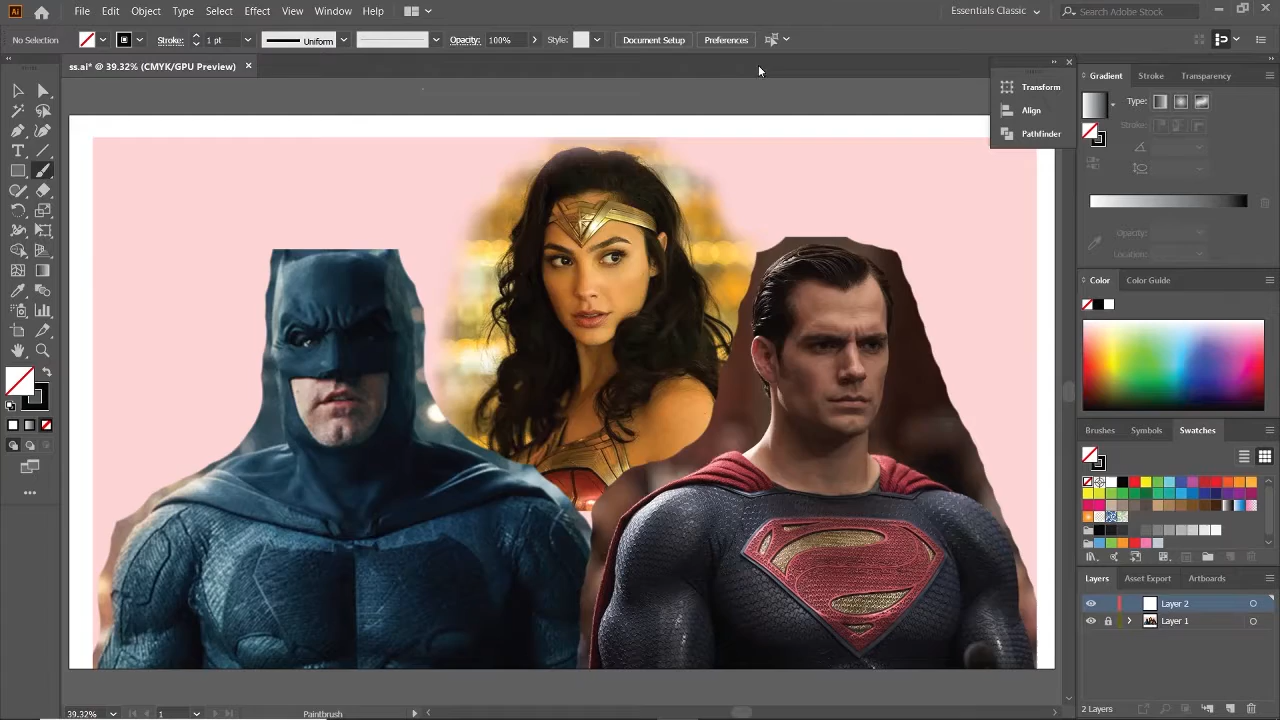 Ai File Edit Object Type Select Effect View Window Help Essentials Classic Search Adobe Stock
No Selection Stroke: 1 pt Uniform Opacity: 100% Style: Document Setup Preferences
ss.ai* @ 39.32% (CMYK/GPU Preview)
Transform
Align
Pathfinder
Gradient Stroke Transparency
Type:
Stroke:
Opacity:
Location:
Color Color Guide
Brushes Symbols Swatches
Layers Asset Export Artboards
Layer 2
Layer 1
39.32% 1 Paintbrush 2 Layers